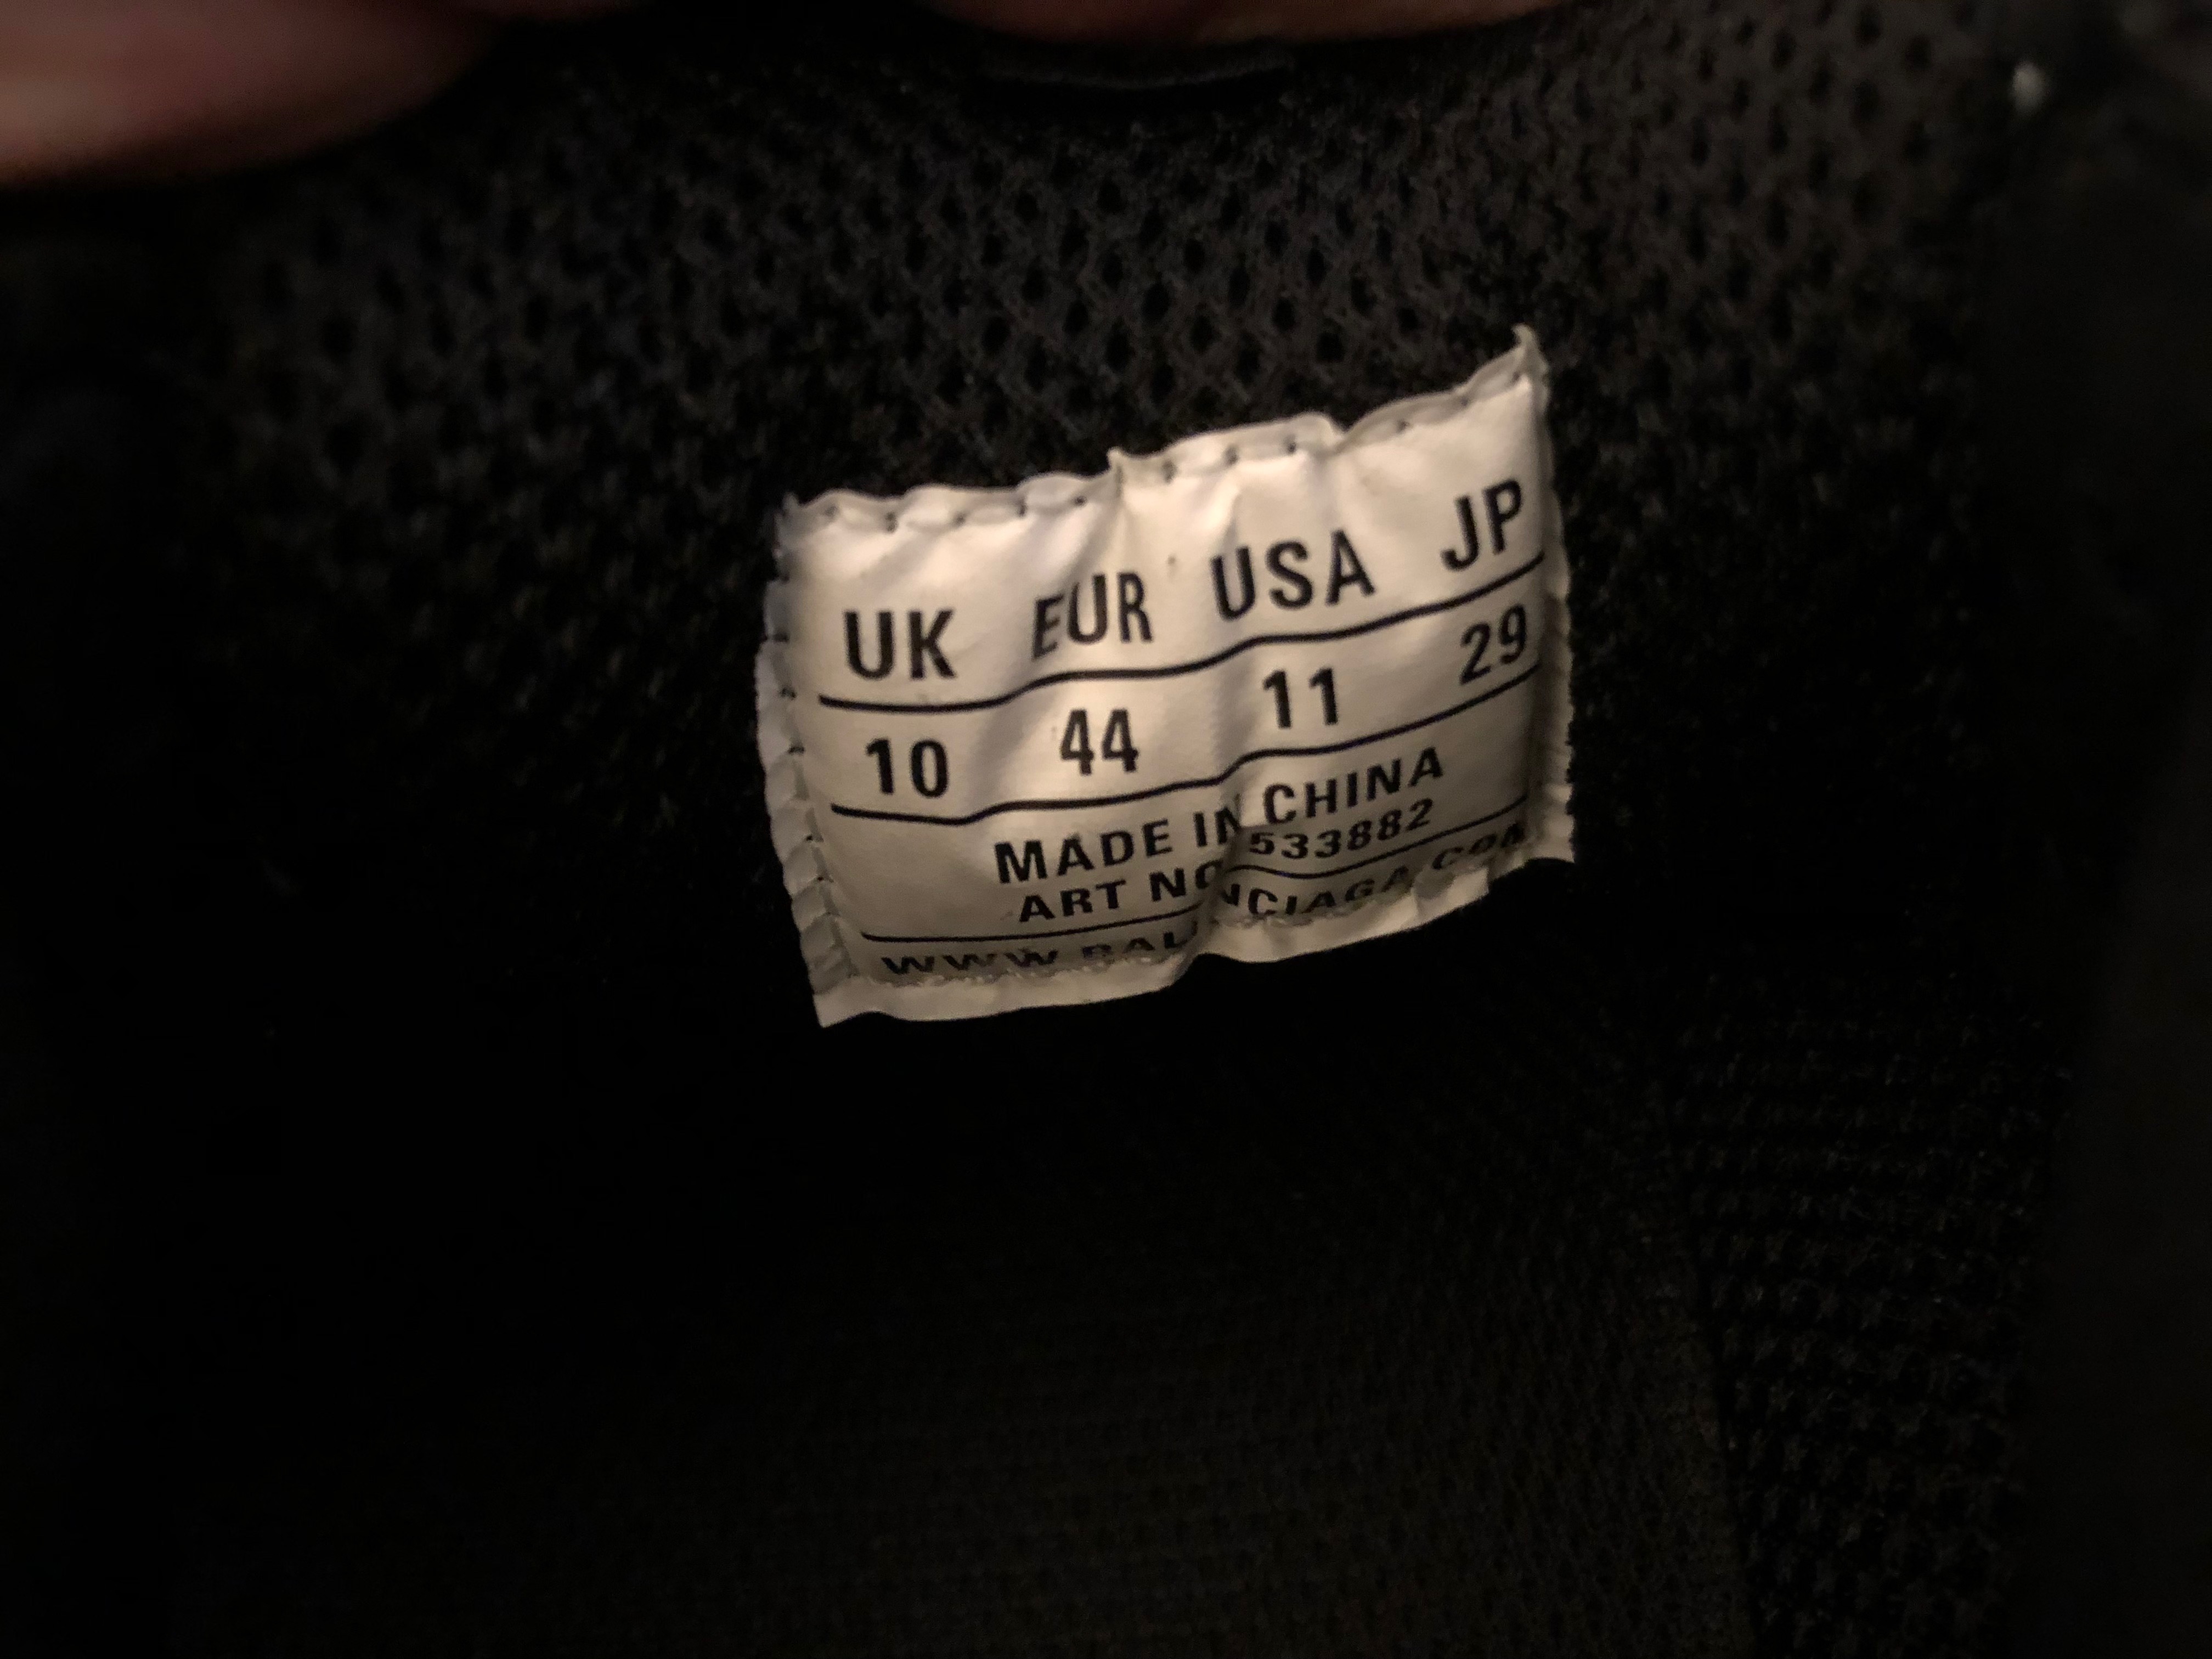 UK EUR USA JP
10 44 11 29
MADE IN CHINA
ART NO 533882